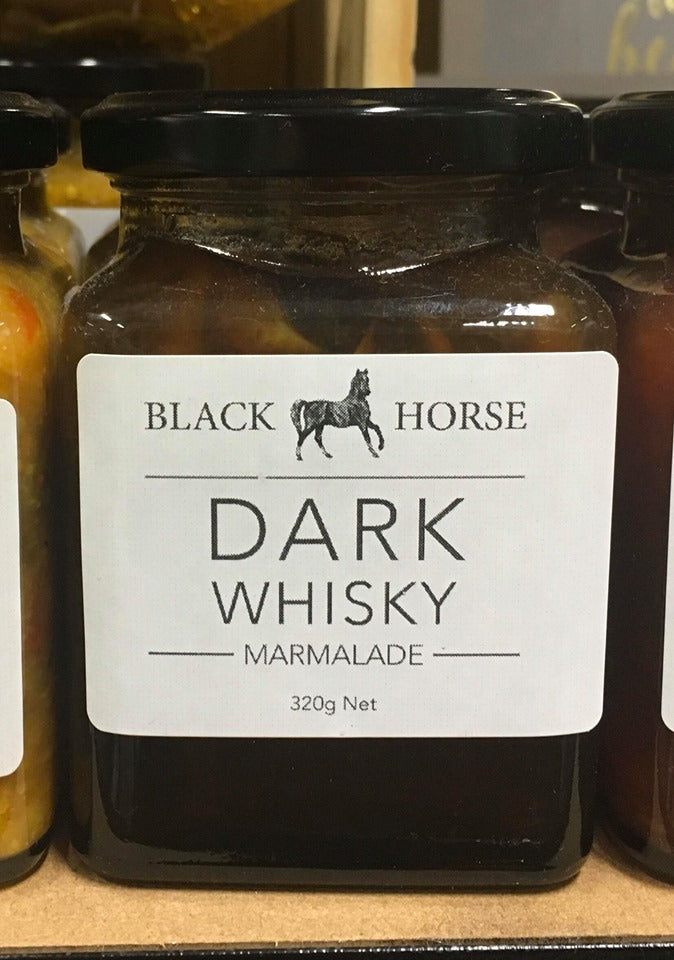 BLACK HORSE
DARK
WHISKY
MARMALADE
320g Net